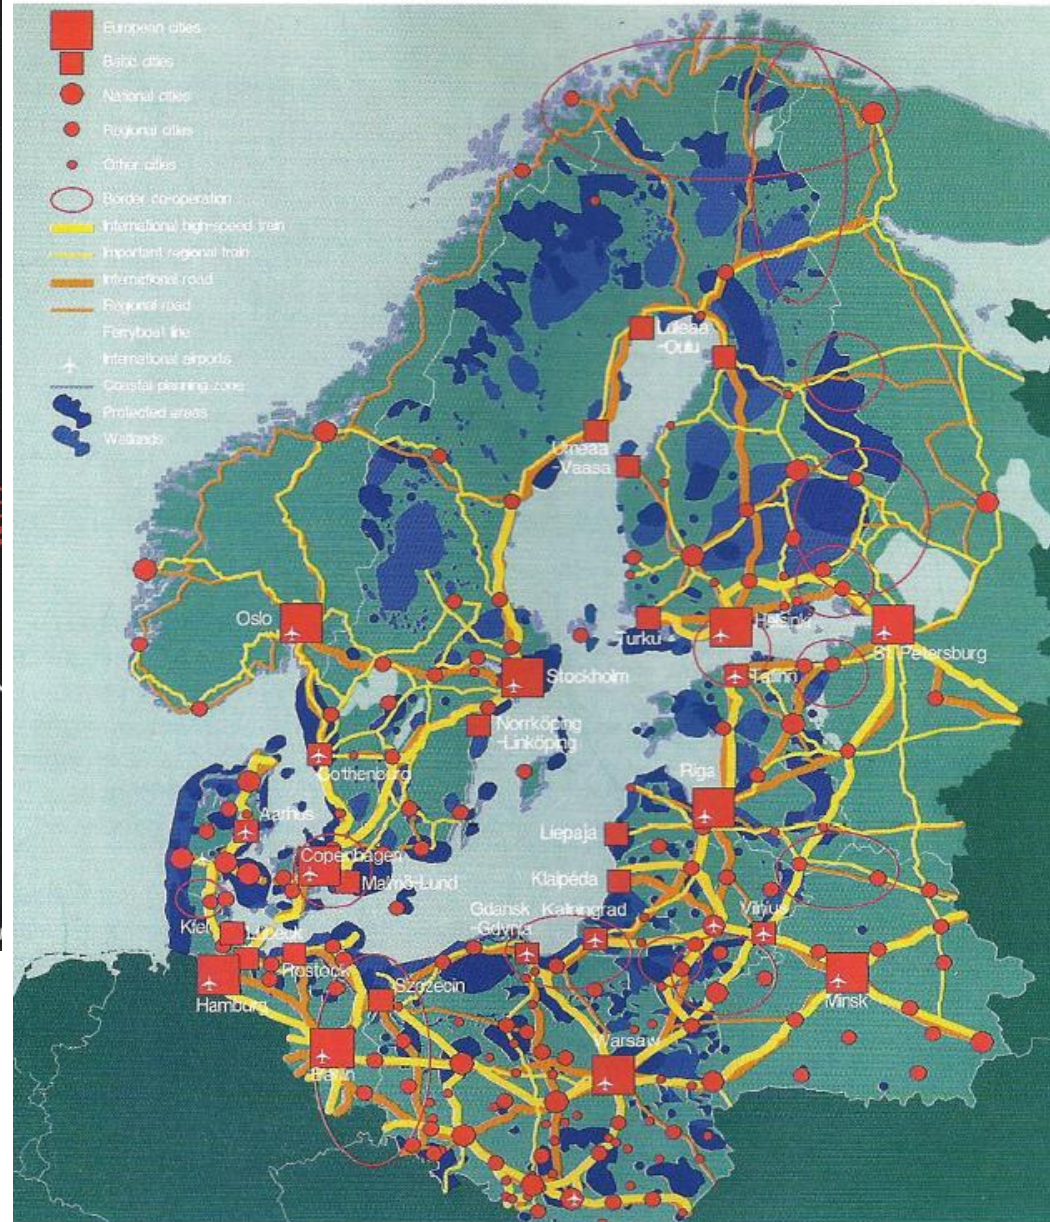 European cities
Baltic cities
National cities
Regional cities
Other cities
Border co-operation
International high-speed train
Important regional train
International road
Regional road
Ferryboat line
International airports
Coastal planning zone
Protected areas
Wetlands
Luleaa
-Oulu
Umeaa
-Vaasa
Oslo
Helsinki
Turku
St. Petersburg
Stockholm
Talinn
Norrköping
-Linköping
Gothenburg
Riga
Aarhus
Liepaja
Copenhagen
Malmö-Lund
Klaipéda
Gdansk
-Gdynia
Kaliningrad
Vilnius
Kiel
Lübeck
Rostock
Szczecin
Hamburg
Minsk
Warsaw
Berlin